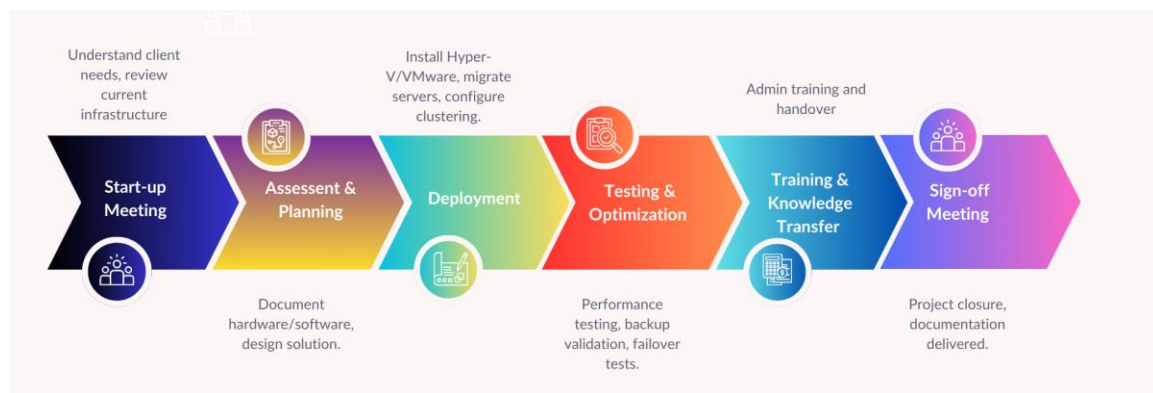 Understand client
needs, review
current
infrastructure
Start-up
Meeting
Assessent &
Planning
Document
hardware/software,
design solution.
Install Hyper-
V/VMware, migrate
servers, configure
clustering.
Deployment
Testing &
Optimization
Performance
testing, backup
validation, failover
tests.
Admin training and
handover
Training &
Knowledge
Transfer
Sign-off
Meeting
Project closure,
documentation
delivered.